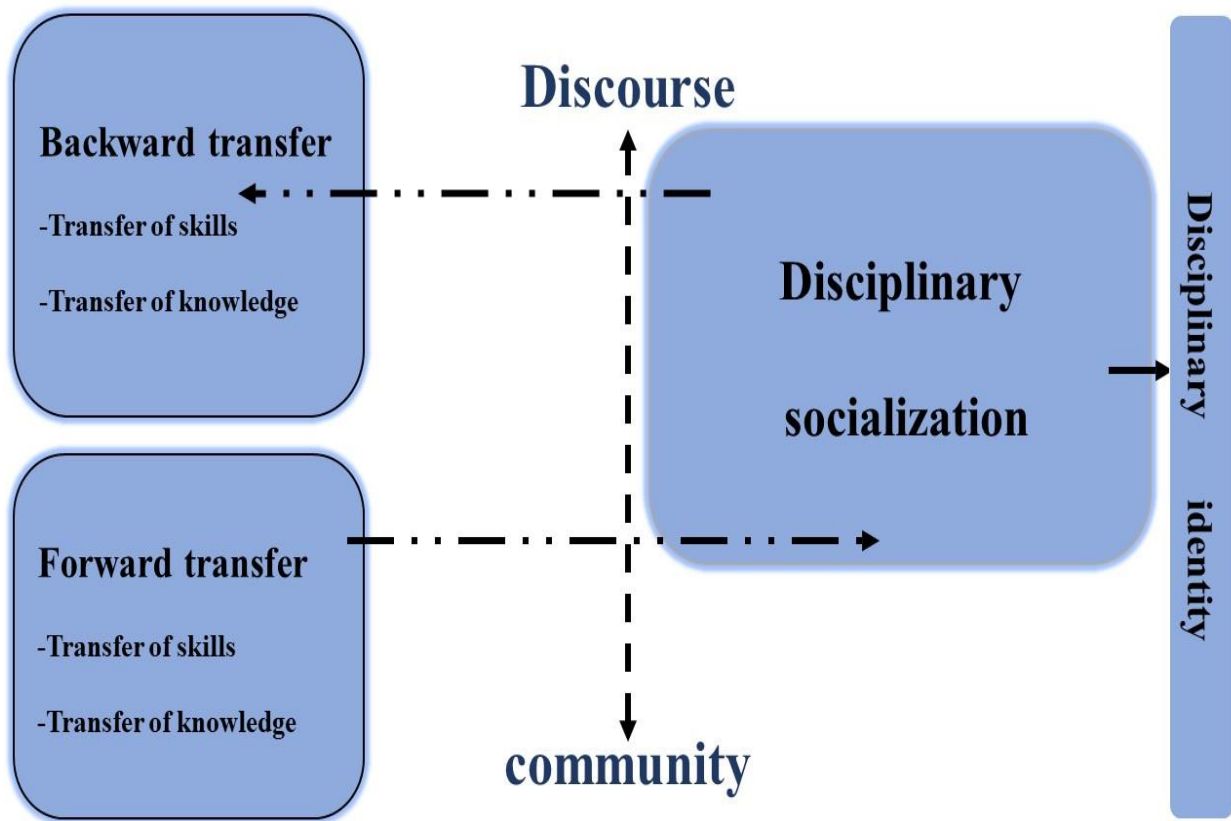 Backward transfer
-Transfer of skills
-Transfer of knowledge
Forward transfer
-Transfer of skills
-Transfer of knowledge
Discourse
community
Disciplinary
socialization
Disciplinary identity